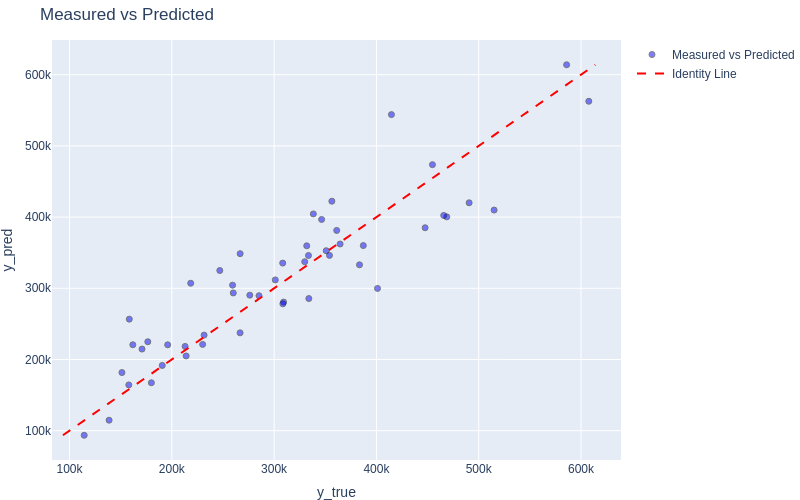 Measured vs Predicted
Measured vs Predicted
Identity Line
y_pred
600k
500k
400k
300k
200k
100k
100k 200k 300k 400k 500k 600k
y_true